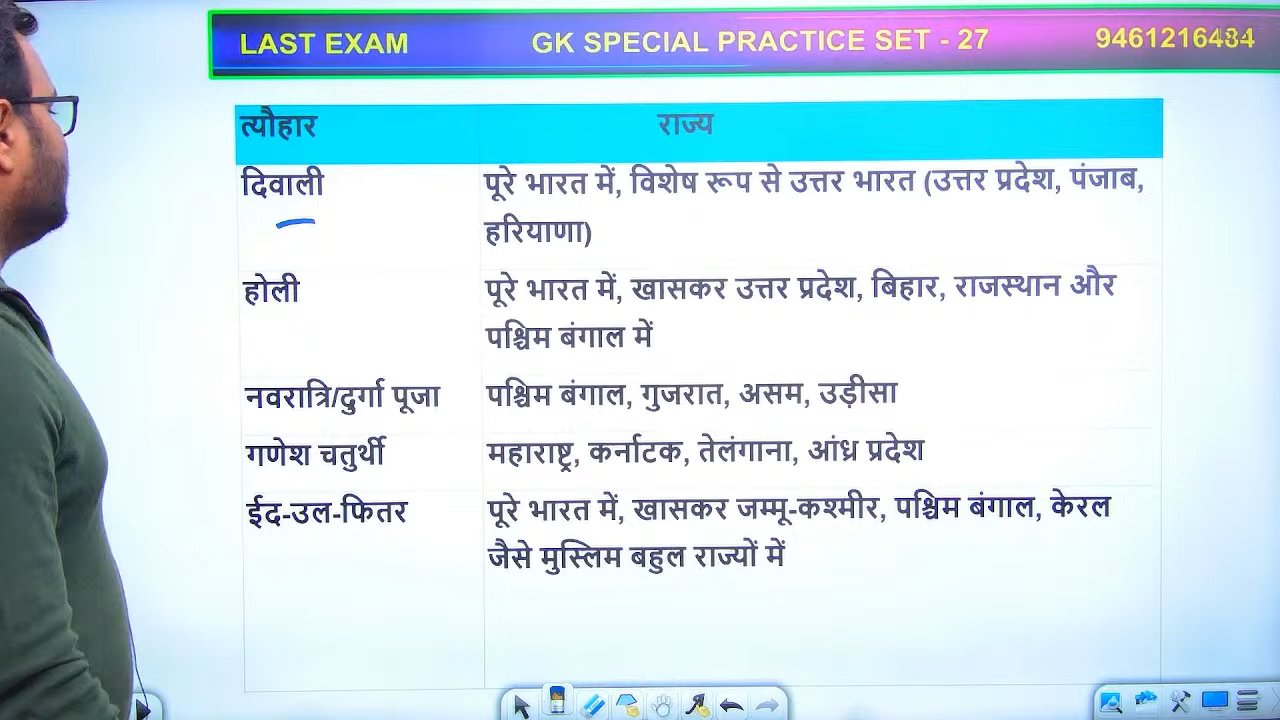 LAST EXAM GK SPECIAL PRACTICE SET - 27 9461216484
त्यौहार राज्य
दिवाली पूरे भारत में, विशेष रूप से उत्तर भारत (उत्तर प्रदेश, पंजाब,
हरियाणा)
होली पूरे भारत में, खासकर उत्तर प्रदेश, बिहार, राजस्थान और
पश्चिम बंगाल में
नवरात्रि/दुर्गा पूजा पश्चिम बंगाल, गुजरात, असम, उड़ीसा
गणेश चतुर्थी महाराष्ट्र, कर्नाटक, तेलंगाना, आंध्र प्रदेश
ईद-उल-फितर पूरे भारत में, खासकर जम्मू-कश्मीर, पश्चिम बंगाल, केरल
जैसे मुस्लिम बहुल राज्यों में